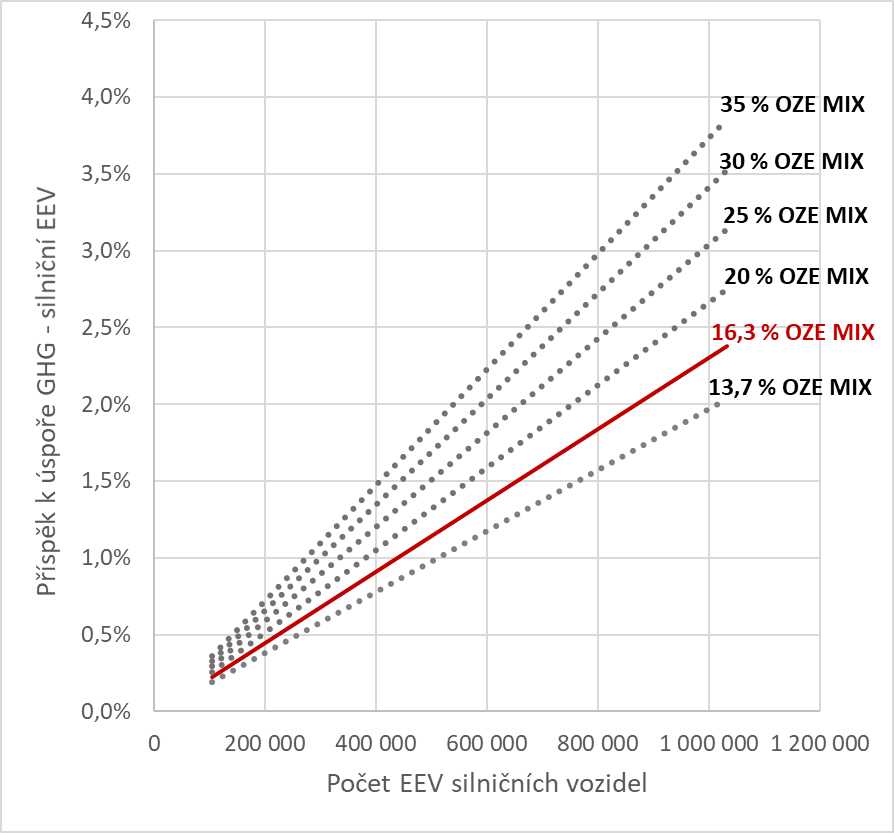 4,5%
4,0%
3,5%
3,0%
2,5%
2,0%
1,5%
1,0%
0,5%
0,0%
Příspěk k úspoře GHG - silniční EEV
35 % OZE MIX
30 % OZE MIX
25 % OZE MIX
20 % OZE MIX
16,3 % OZE MIX
13,7 % OZE MIX
0 200 000 400 000 600 000 800 000 1 000 000 1 200 000
Počet EEV silničních vozidel